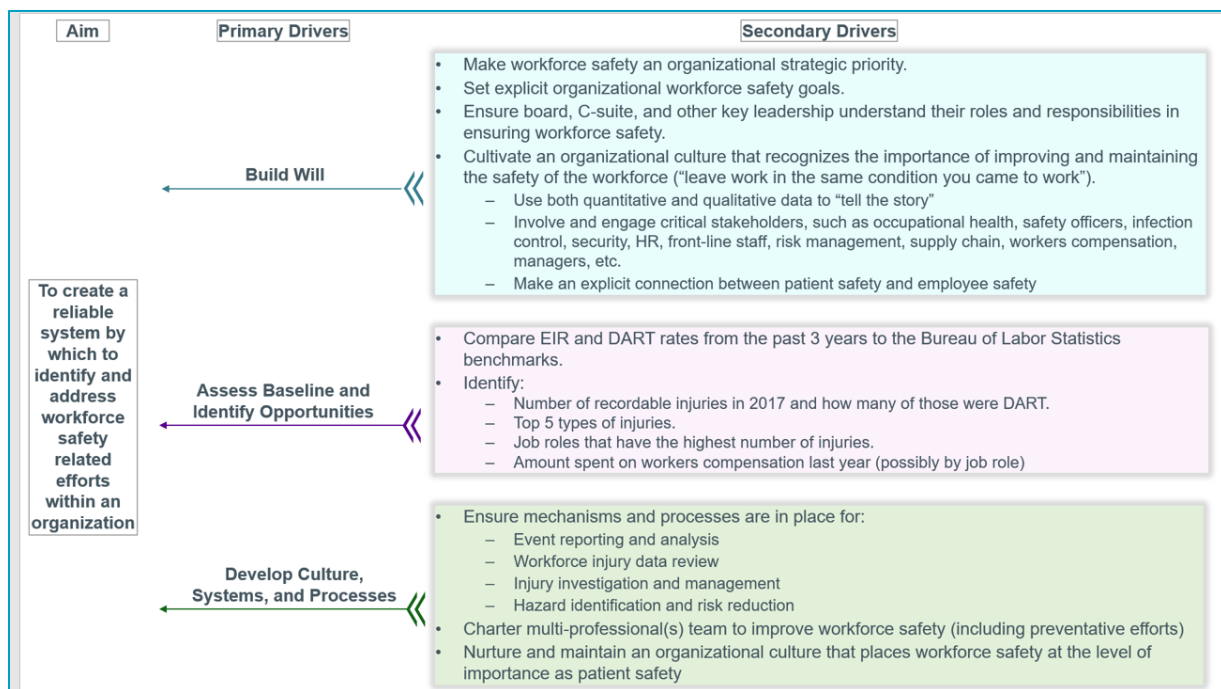 Aim
Primary Drivers
Secondary Drivers
• Make workforce safety an organizational strategic priority.
• Set explicit organizational workforce safety goals.
• Ensure board, C-suite, and other key leadership understand their roles and responsibilities in
ensuring workforce safety.
• Cultivate an organizational culture that recognizes the importance of improving and maintaining
the safety of the workforce (“leave work in the same condition you came to work”).
– Use both quantitative and qualitative data to “tell the story”
– Involve and engage critical stakeholders, such as occupational health, safety officers, infection
control, security, HR, front-line staff, risk management, supply chain, workers compensation,
managers, etc.
– Make an explicit connection between patient safety and employee safety
Build Will
To create a
reliable
system by
which to
identify and
address
workforce
safety
related
efforts
within an
organization
Assess Baseline and
Identify Opportunities
• Compare EIR and DART rates from the past 3 years to the Bureau of Labor Statistics
benchmarks.
• Identify:
– Number of recordable injuries in 2017 and how many of those were DART.
– Top 5 types of injuries.
– Job roles that have the highest number of injuries.
– Amount spent on workers compensation last year (possibly by job role)
Develop Culture,
Systems, and Processes
• Ensure mechanisms and processes are in place for:
– Event reporting and analysis
– Workforce injury data review
– Injury investigation and management
– Hazard identification and risk reduction
• Charter multi-professional(s) team to improve workforce safety (including preventative efforts)
• Nurture and maintain an organizational culture that places workforce safety at the level of
importance as patient safety